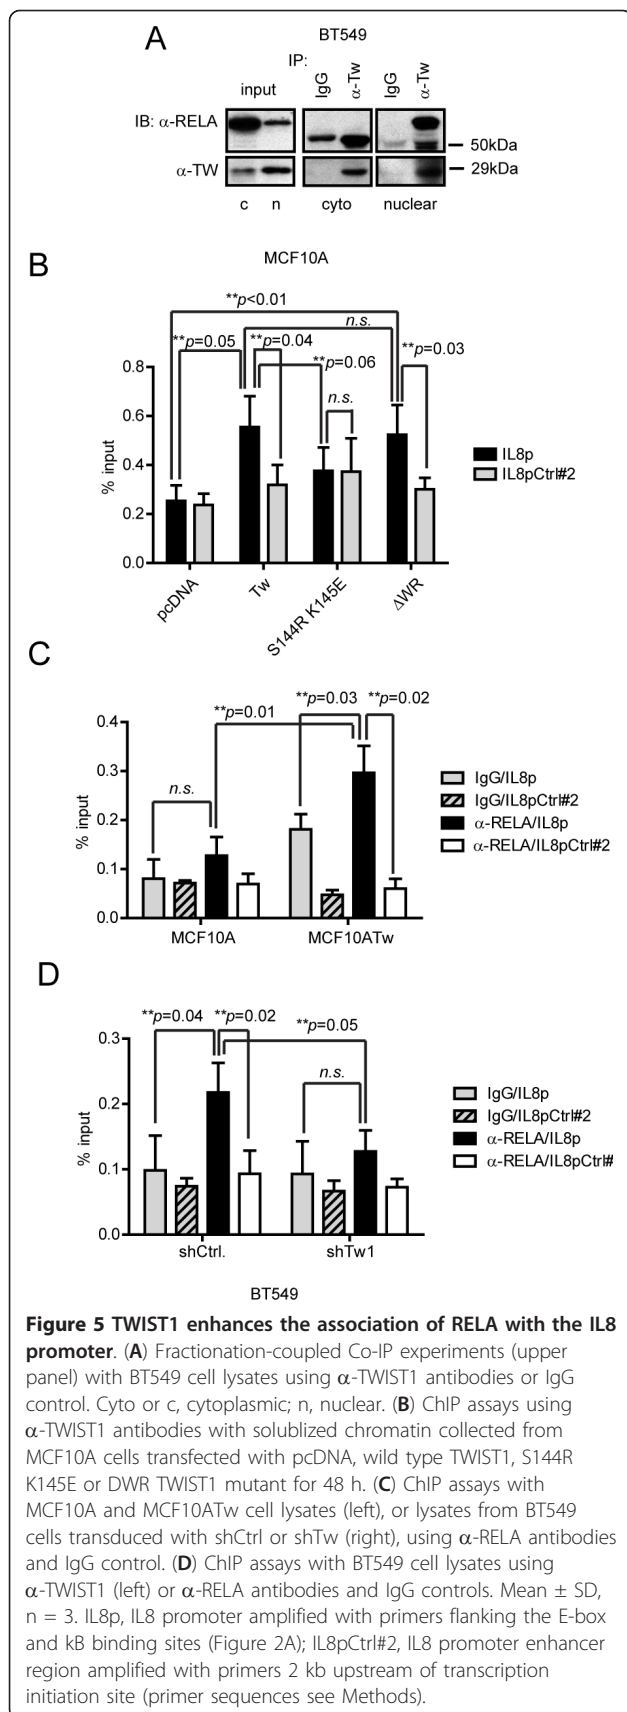 A
BT549
IP:
IgG
α-Tw
IgG
α-Tw
input
IB: α-RELA
50kDa
α-TW
29kDa
c n cyto nuclear
B
MCF10A
**p<0.01
n.s.
**p=0.05
**p=0.04
**p=0.06
**p=0.03
n.s.
% input
0.8
0.6
0.4
0.2
0.0
IL8p
IL8pCtrl#2
pcDNA
Tw
S144R K145E
ΔWR
C
**p=0.03
**p=0.02
**p=0.01
n.s.
% input
0.4
0.3
0.2
0.1
0.0
IgG/IL8p
IgG/IL8pCtrl#2
α-RELA/IL8p
α-RELA/IL8pCtrl#2
MCF10A
MCF10ATw
D
**p=0.04
**p=0.02
**p=0.05
n.s.
% input
0.3
0.2
0.1
0.0
IgG/IL8p
IgG/IL8pCtrl#2
α-RELA/IL8p
α-RELA/IL8pCtrl#
shCtrl.
shTw1
BT549
Figure 5 TWIST1 enhances the association of RELA with the IL8
promoter. (A) Fractionation-coupled Co-IP experiments (upper
panel) with BT549 cell lysates using α-TWIST1 antibodies or IgG
control. Cyto or c, cytoplasmic; n, nuclear. (B) ChIP assays using
α-TWIST1 antibodies with solublized chromatin collected from
MCF10A cells transfected with pcDNA, wild type TWIST1, S144R
K145E or DWR TWIST1 mutant for 48 h. (C) ChIP assays with
MCF10A and MCF10ATw cell lysates (left), or lysates from BT549
cells transduced with shCtrl or shTw (right), using α-RELA antibodies
and IgG control. (D) ChIP assays with BT549 cell lysates using
α-TWIST1 (left) or α-RELA antibodies and IgG controls. Mean ± SD,
n = 3. IL8p, IL8 promoter amplified with primers flanking the E-box
and kB binding sites (Figure 2A); IL8pCtrl#2, IL8 promoter enhancer
region amplified with primers 2 kb upstream of transcription
initiation site (primer sequences see Methods).